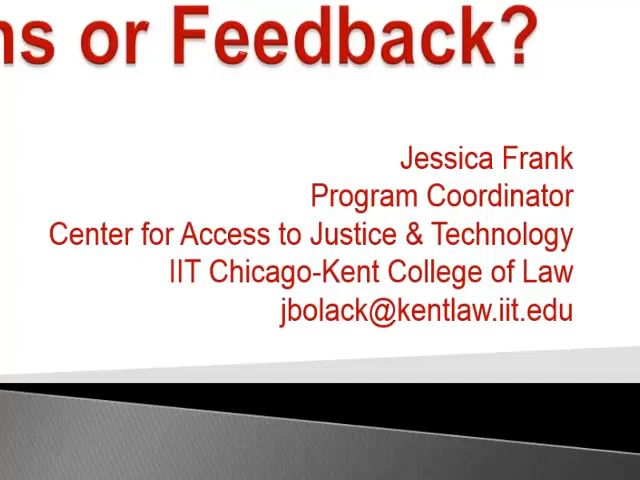 ns or Feedback?
Jessica Frank
Program Coordinator
Center for Access to Justice & Technology
IIT Chicago-Kent College of Law
jbolack@kentlaw.iit.edu